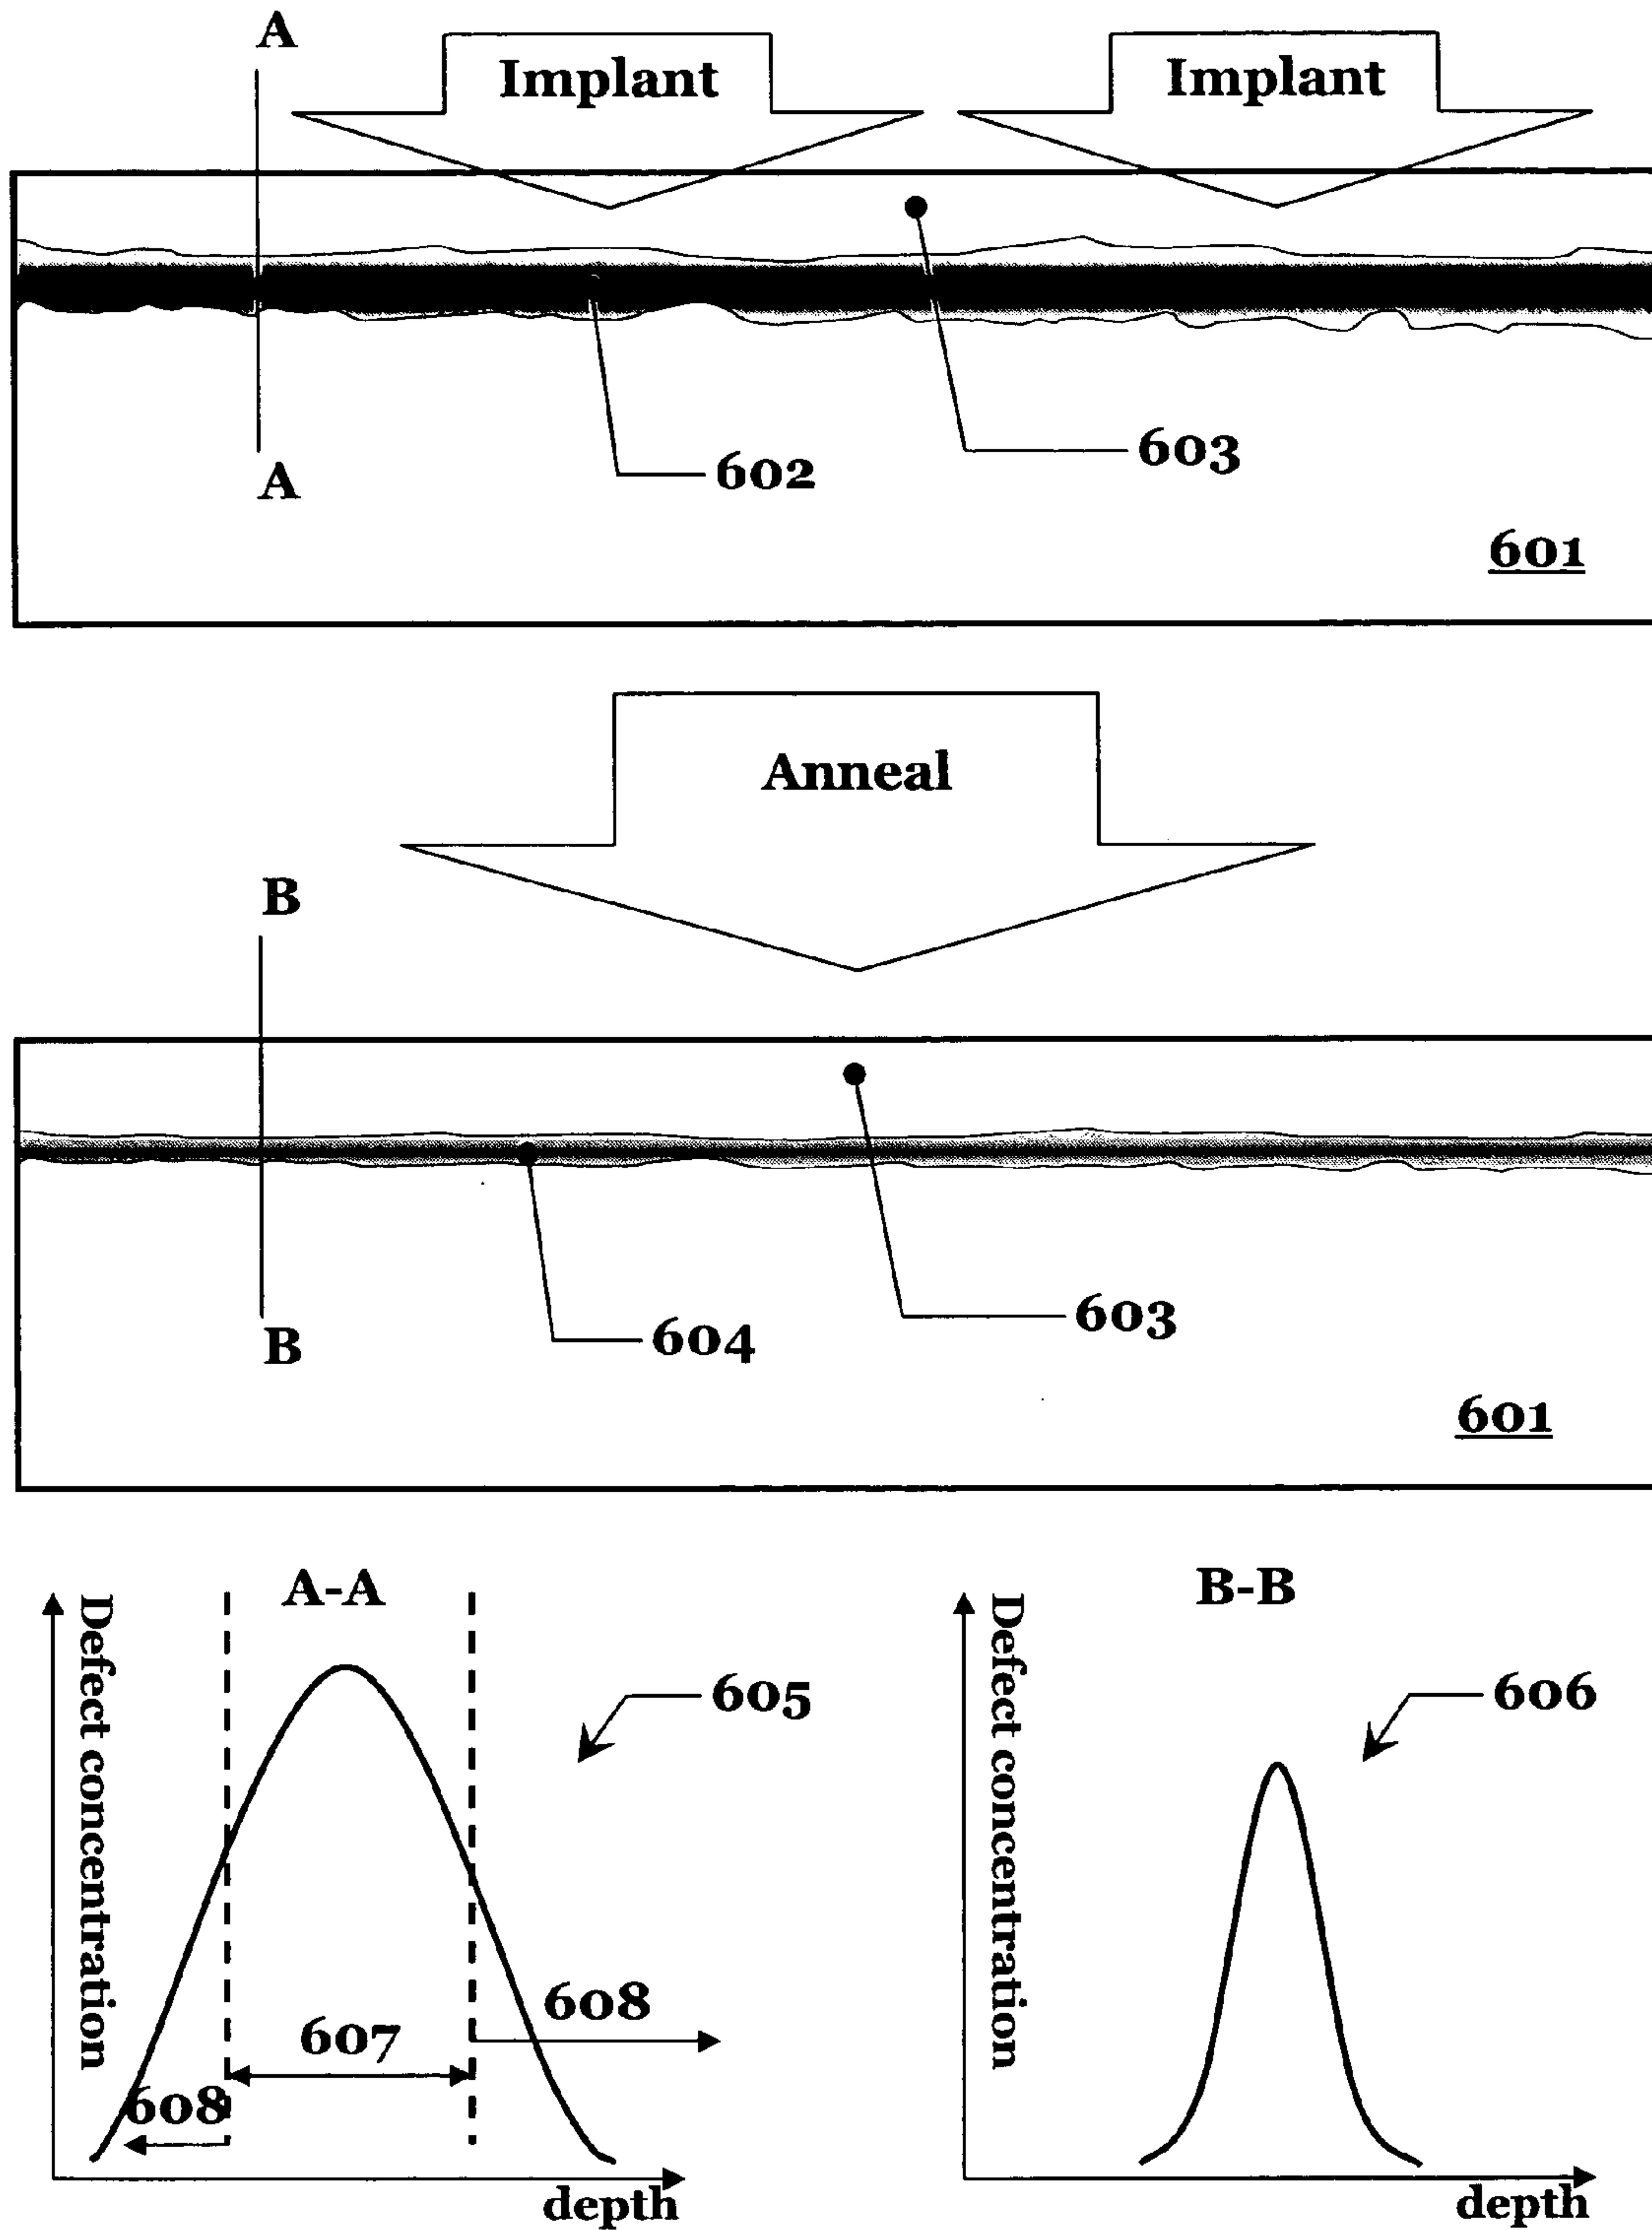 A
Implant
Implant
603
602
A
601
Anneal
B
603
604
B
601
A-A
B-B
Defect concentration
605
Defect concentration
606
608
607
608
depth
depth